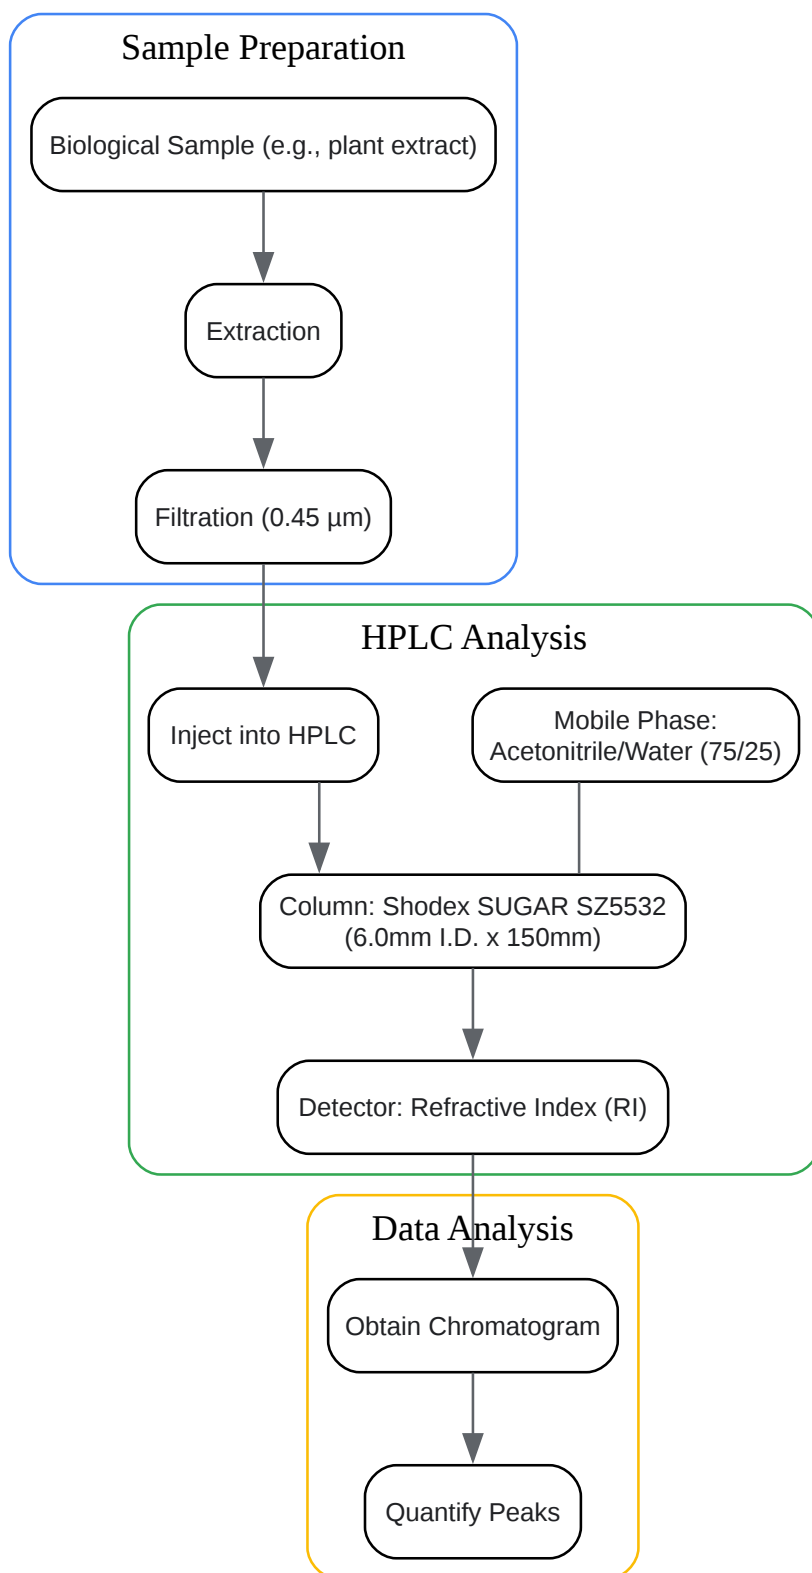 Sample Preparation
Biological Sample (e.g., plant extract)
Extraction
Filtration (0.45 µm)
HPLC Analysis
Inject into HPLC
Mobile Phase:
Acetonitrile/Water (75/25)
Column: Shodex SUGAR SZ5532
(6.0mm I.D. x 150mm)
Detector: Refractive Index (RI)
Data Analysis
Obtain Chromatogram
Quantify Peaks